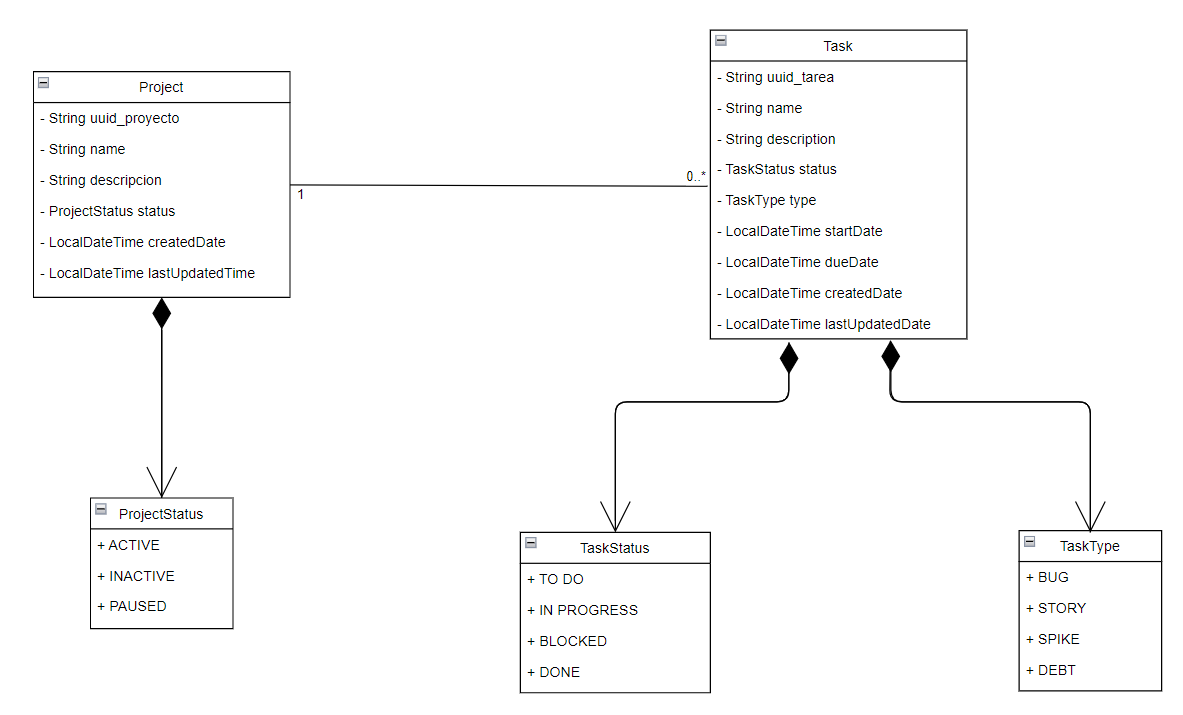 Project
- String uuid_proyecto
- String name
- String descripcion
- ProjectStatus status
- LocalDateTime createdDate
- LocalDateTime lastUpdatedTime
1
0..*
Task
- String uuid_tarea
- String name
- String description
- TaskStatus status
- TaskType type
- LocalDateTime startDate
- LocalDateTime dueDate
- LocalDateTime createdDate
- LocalDateTime lastUpdatedDate
ProjectStatus
+ ACTIVE
+ INACTIVE
+ PAUSED
TaskStatus
+ TO DO
+ IN PROGRESS
+ BLOCKED
+ DONE
TaskType
+ BUG
+ STORY
+ SPIKE
+ DEBT